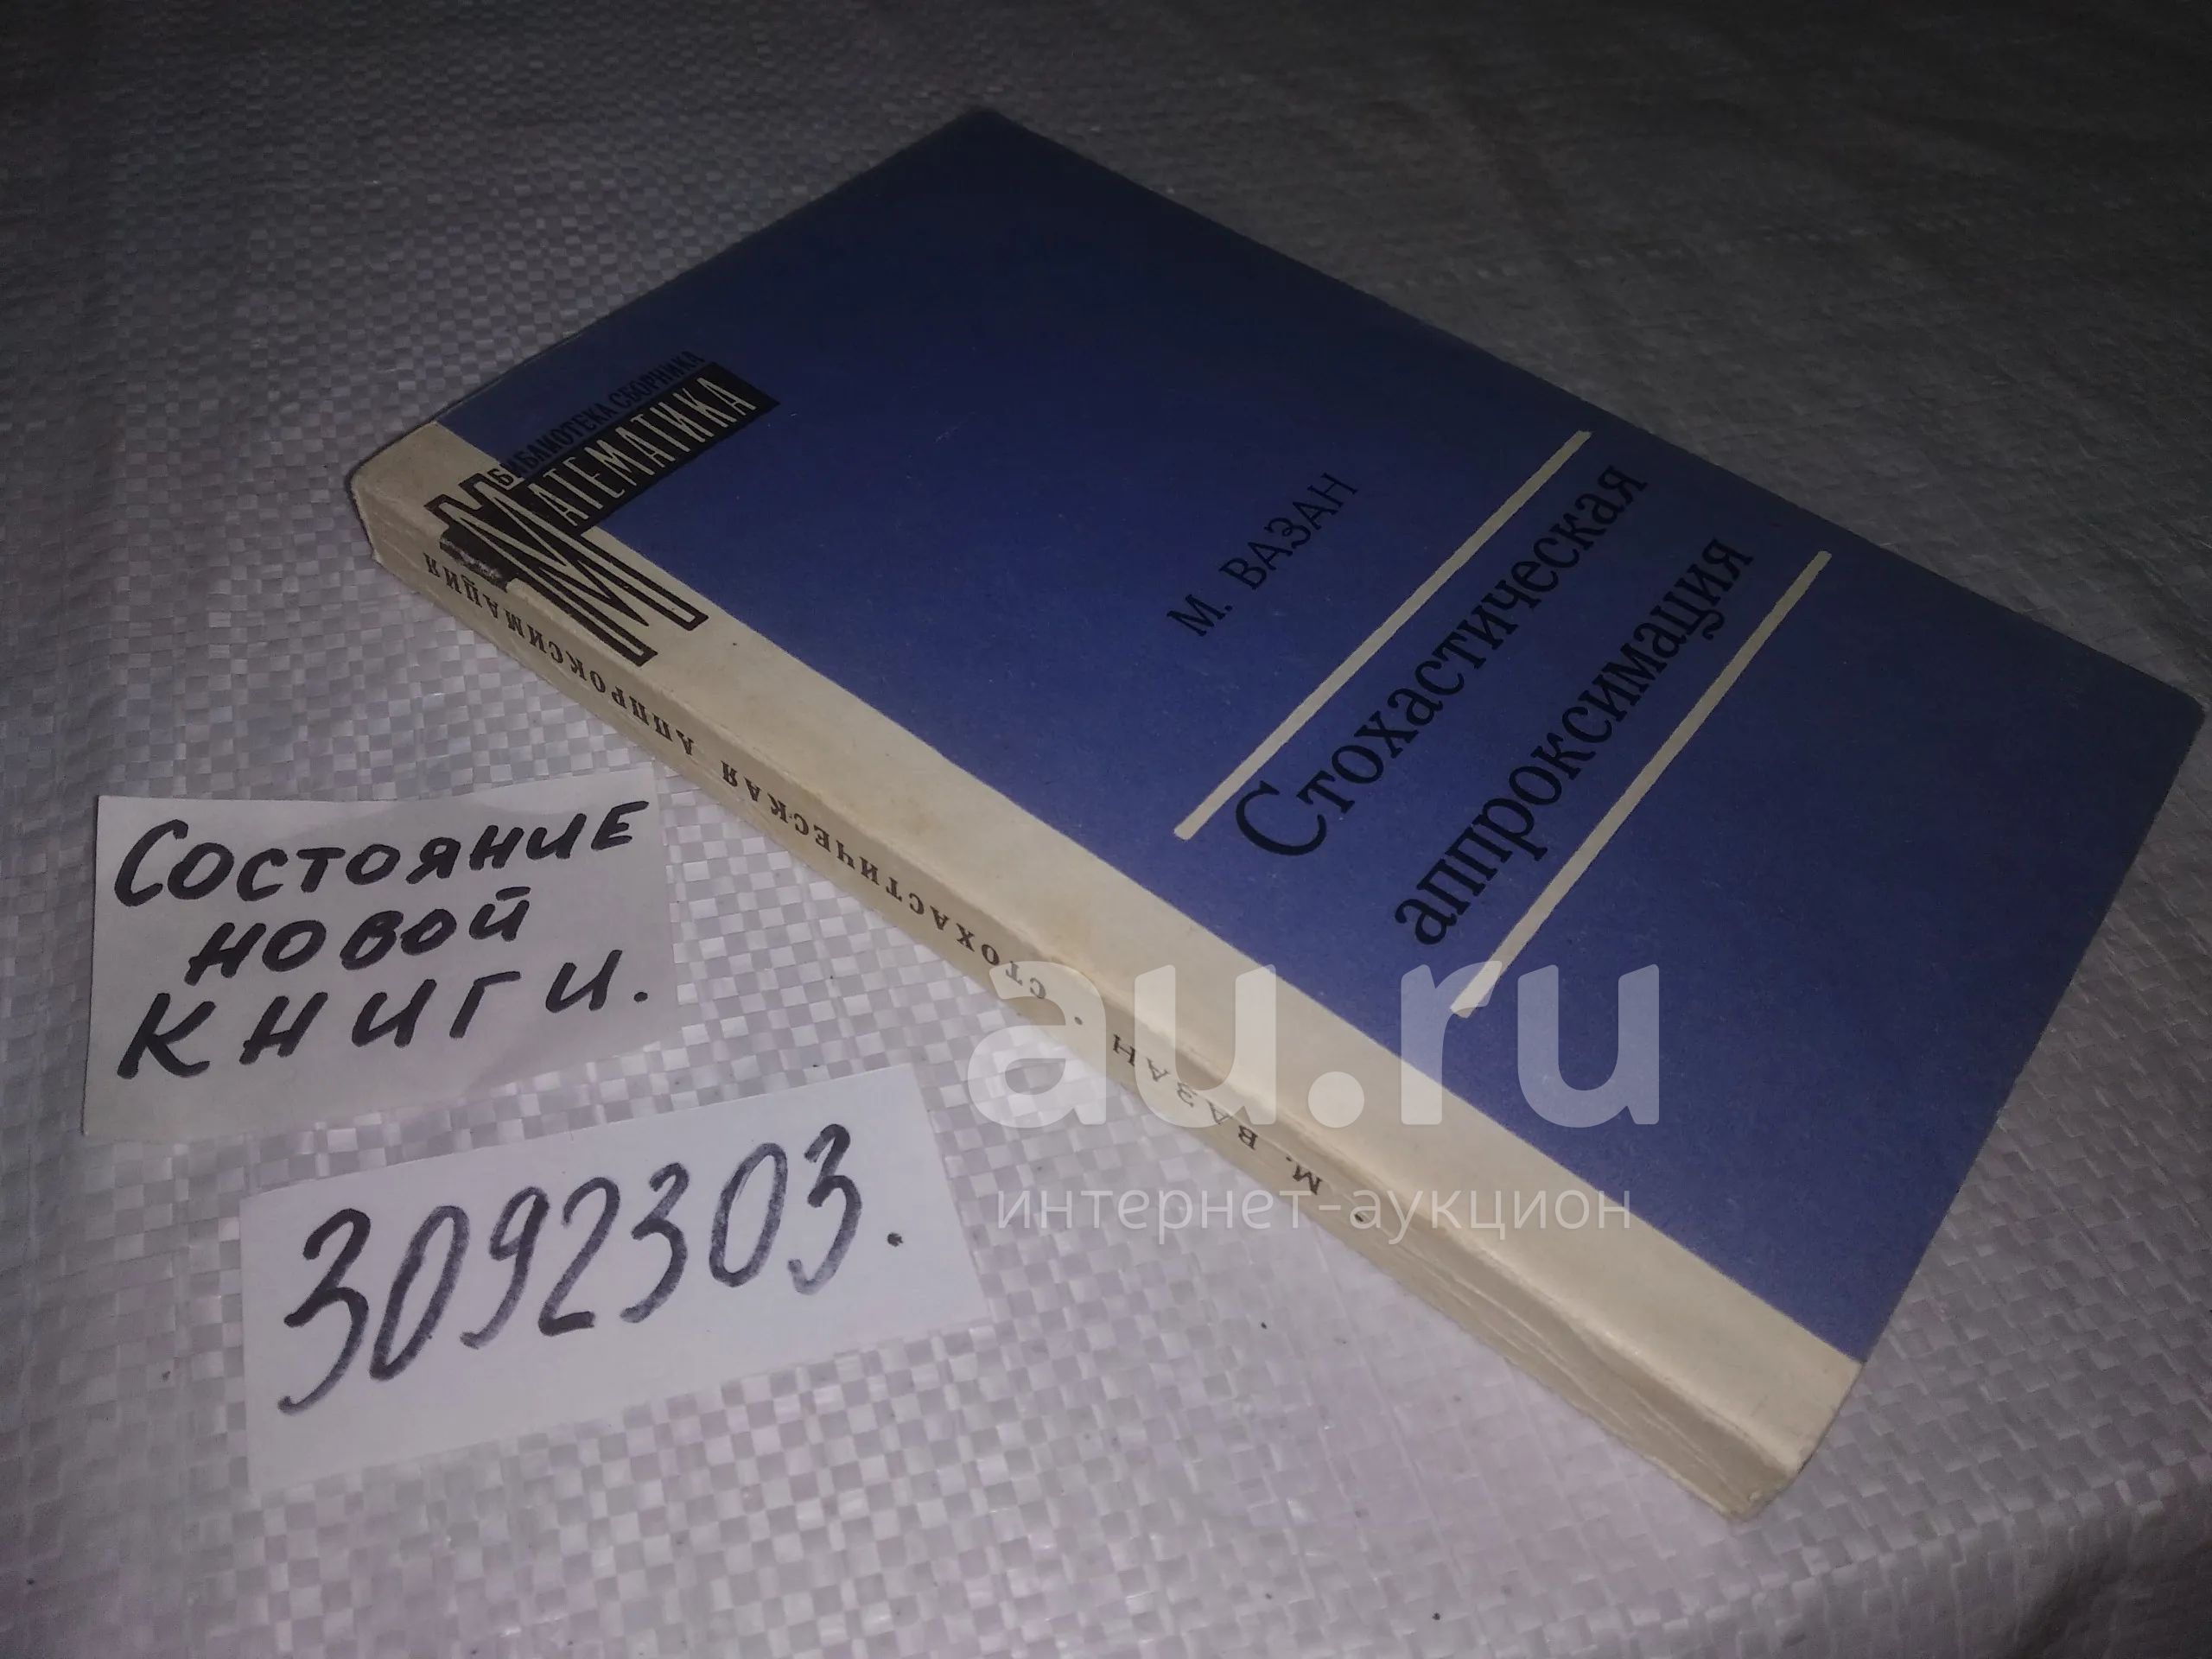 БИБЛИОТЕКА СБОРНИКА
МАТЕМАТИКА
М. ВАЗАН
Стохастическая
аппроксимация
М. ВАЗАН • СТОХАСТИЧЕСКАЯ АППРОКСИМАЦИЯ
СОСТОЯНИЕ
НОВОЙ
КНИГИ.
3092303.
au.ru
интернет-аукцион